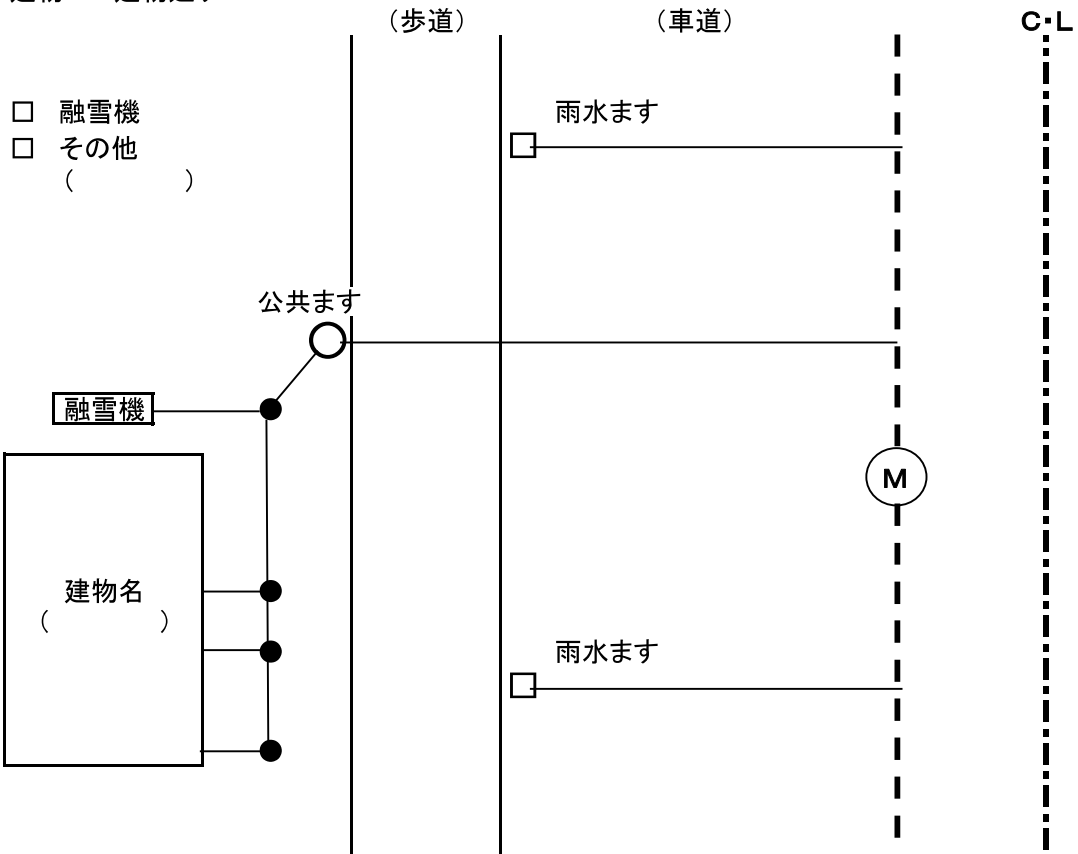 （歩道）
（車道）
C・L
□ 融雪機
□ その他
（　　　　）
雨水ます
公共ます
融雪機
M
建物名
（　　　　）
雨水ます